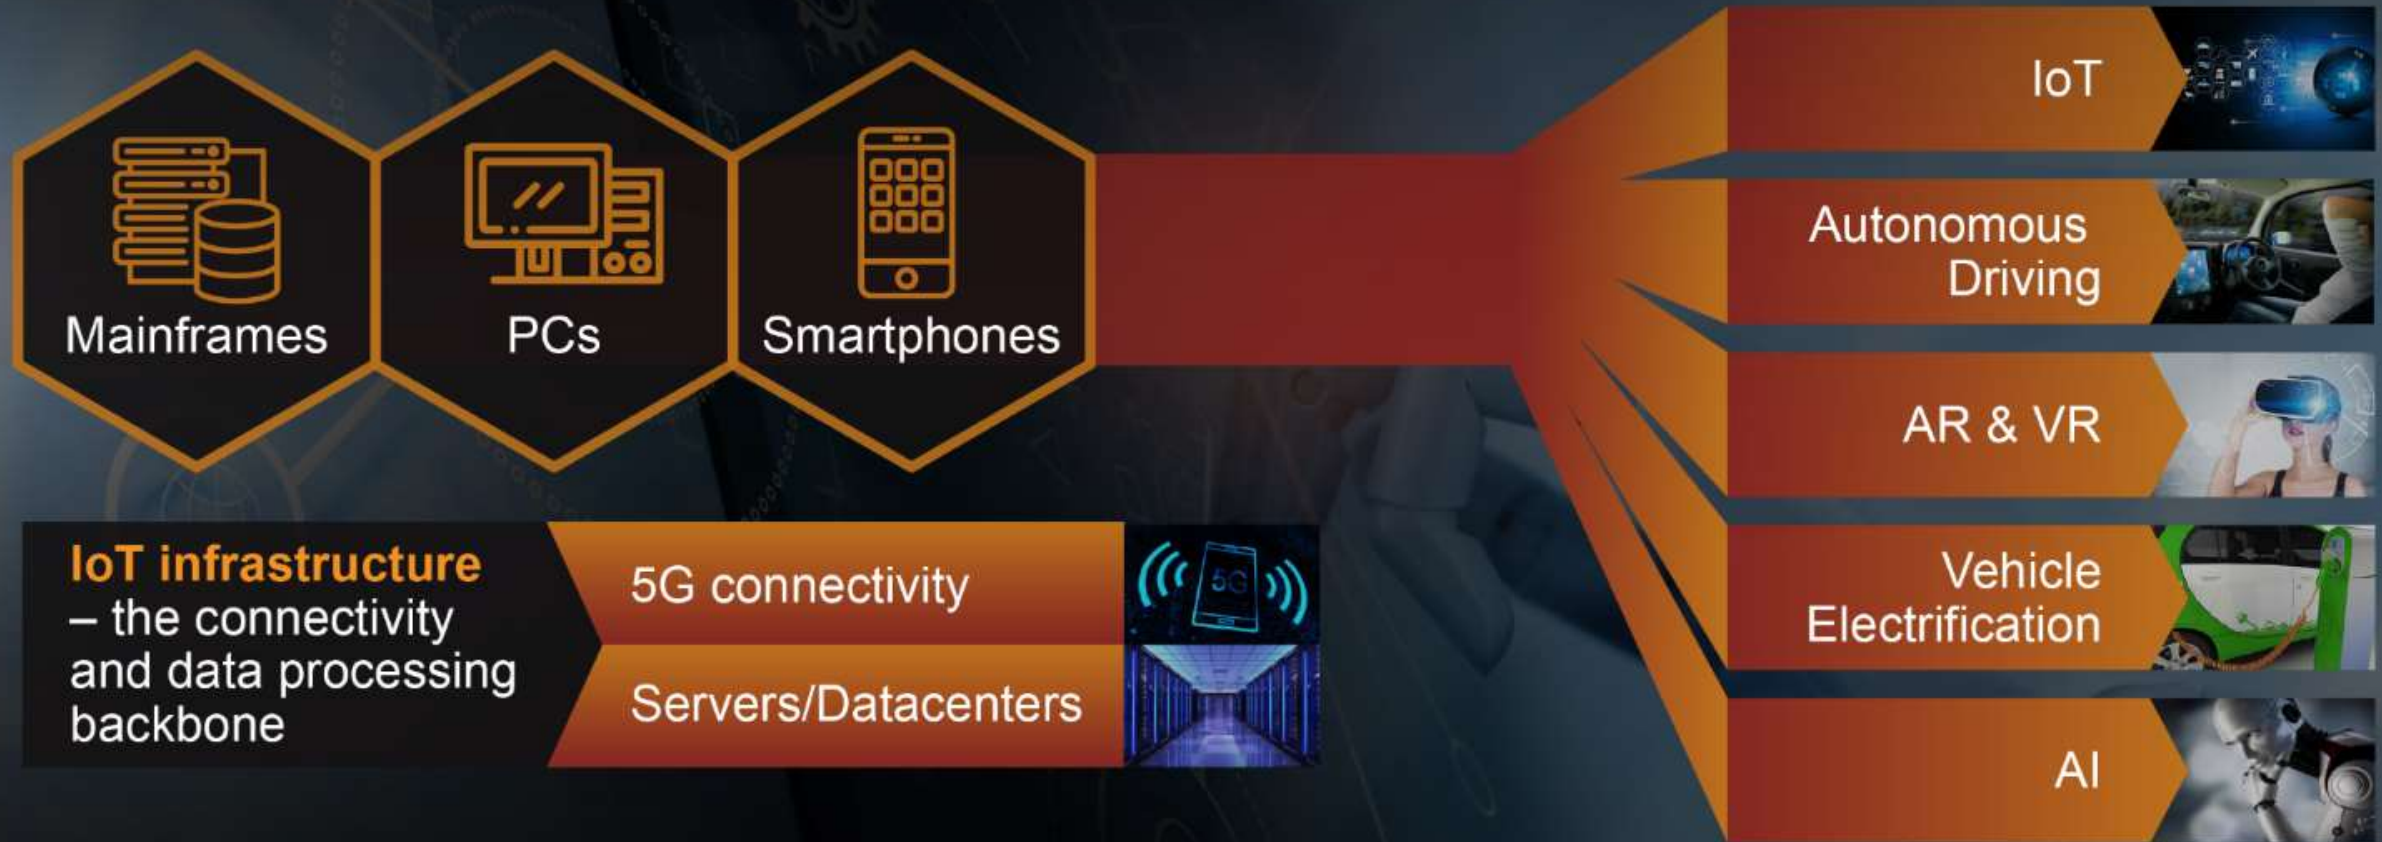 Mainframes
PCs
Smartphones
IoT
Autonomous
Driving
AR & VR
Vehicle
Electrification
AI
IoT infrastructure
– the connectivity
and data processing
backbone
5G connectivity
5G
Servers/Datacenters